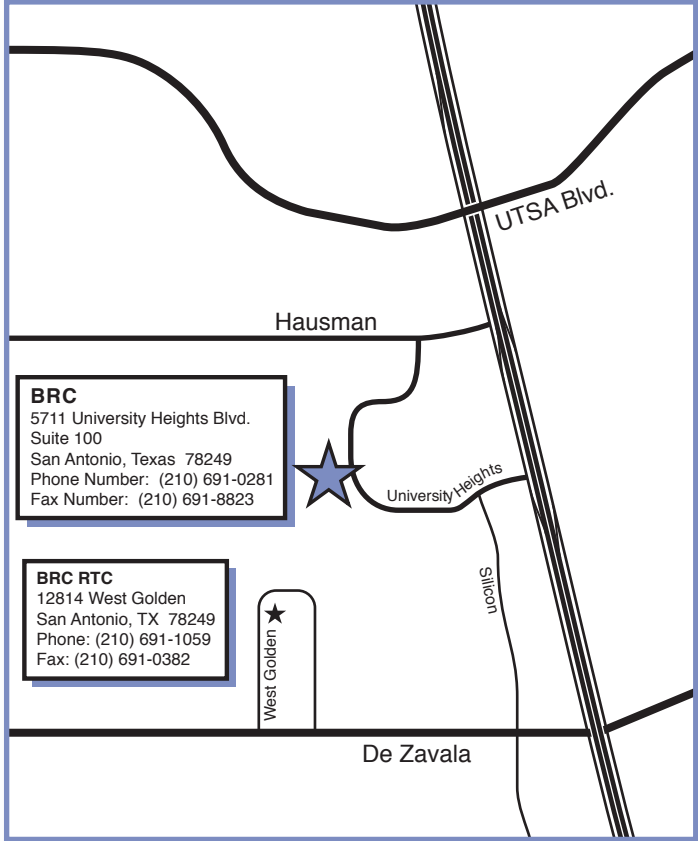 UTSA Blvd.
Hausman
BRC
5711 University Heights Blvd.
Suite 100
San Antonio, Texas  78249
Phone Number:  (210) 691-0281
Fax Number:  (210) 691-8823
University Heights
Silicon
BRC RTC
12814 West Golden
San Antonio, TX  78249
Phone: (210) 691-1059
Fax: (210) 691-0382
West Golden
De Zavala